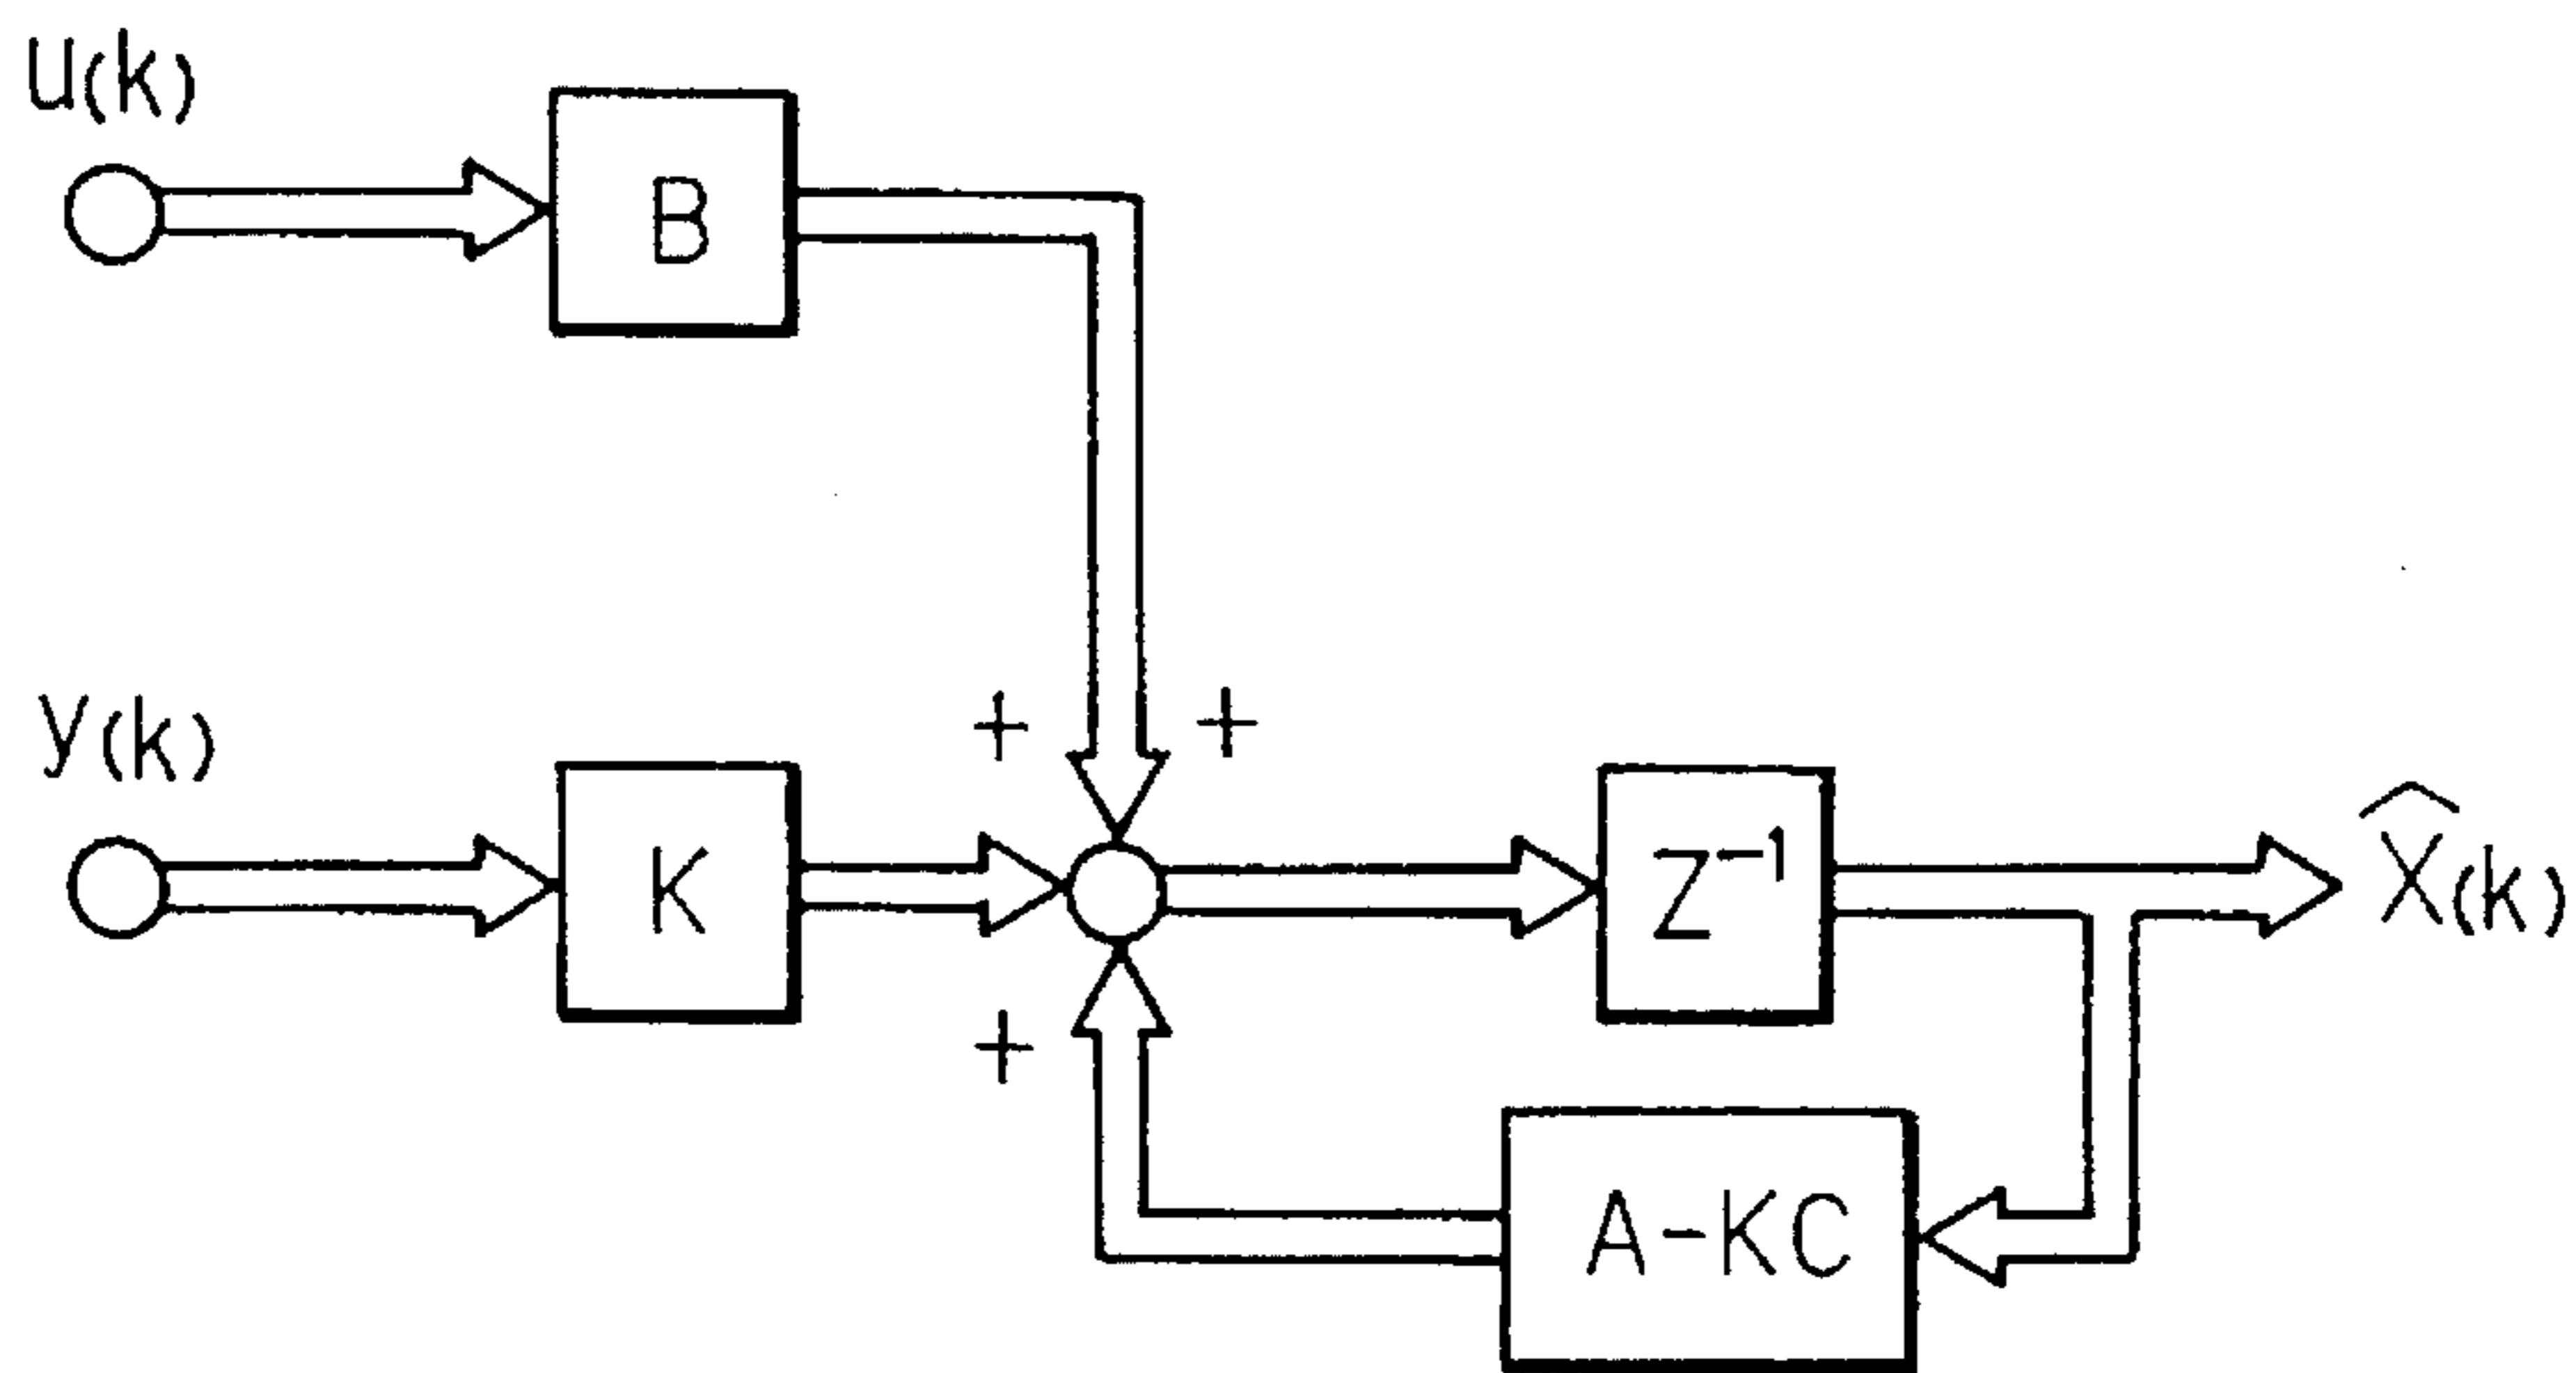 u(k)
B
y(k)
+ +
K
Z⁻¹
X̂(k)
+
A-KC